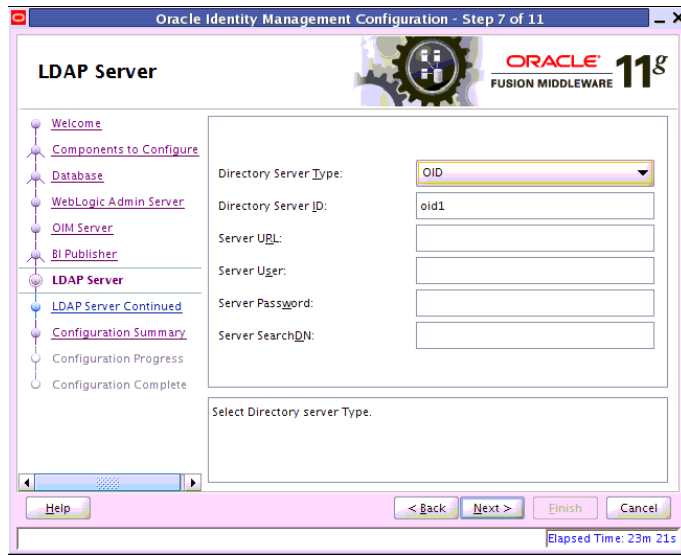 Oracle Identity Management Configuration - Step 7 of 11
LDAP Server
ORACLE
FUSION MIDDLEWARE 11g
Welcome
Components to Configure
Database
WebLogic Admin Server
OIM Server
BI Publisher
LDAP Server
LDAP Server Continued
Configuration Summary
Configuration Progress
Configuration Complete
Directory Server Type: OID
Directory Server ID: oid1
Server URL:
Server User:
Server Password:
Server SearchDN:
Select Directory server Type.
Help < Back Next > Finish Cancel
Elapsed Time: 23m 21s